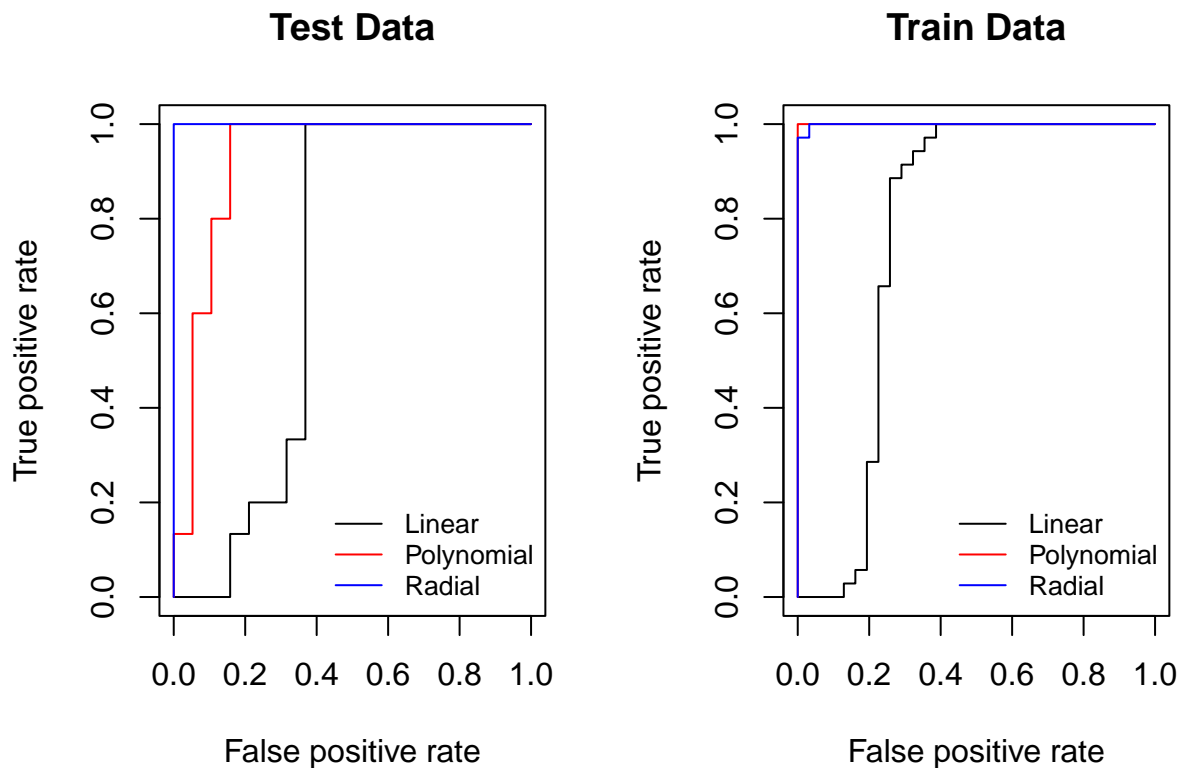 Test Data
True positive rate
1.0
0.8
0.6
0.4
0.2
0.0
Linear
Polynomial
Radial
0.0 0.2 0.4 0.6 0.8 1.0
False positive rate
Train Data
True positive rate
1.0
0.8
0.6
0.4
0.2
0.0
Linear
Polynomial
Radial
0.0 0.2 0.4 0.6 0.8 1.0
False positive rate